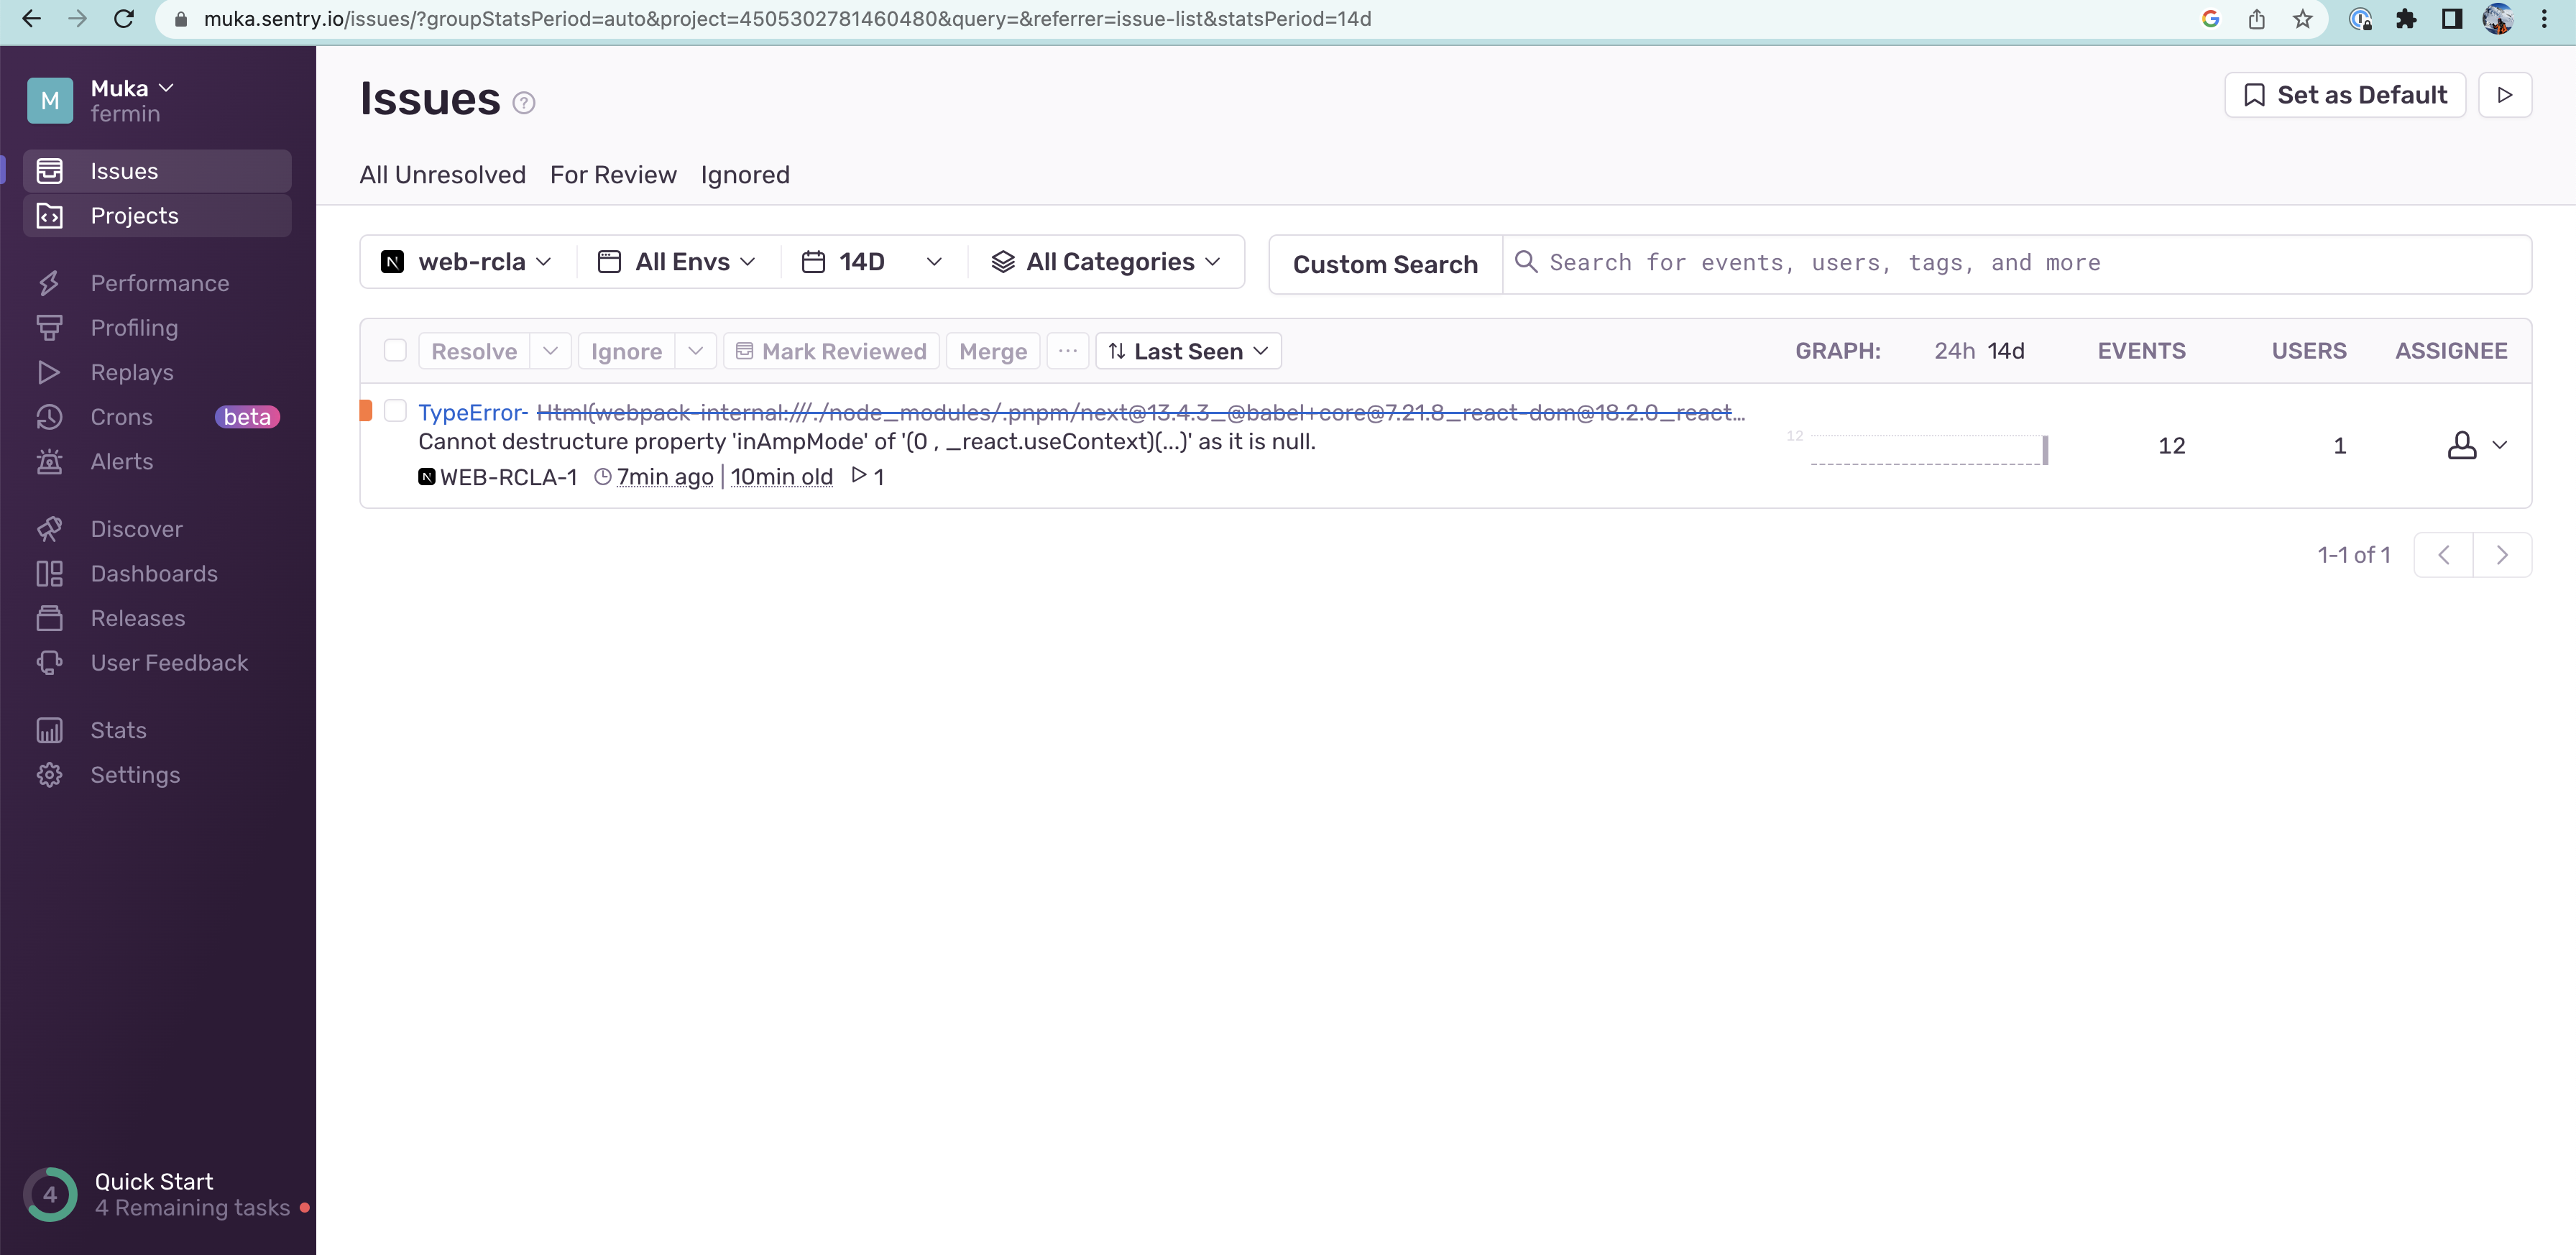 muka.sentry.io/issues/?groupStatsPeriod=auto&project=4505302781460480&query=&referrer=issue-list&statsPeriod=14d
M
Muka
fermin
Issues
Projects
Performance
Profiling
Replays
Crons beta
Alerts
Discover
Dashboards
Releases
User Feedback
Stats
Settings
4
Quick Start
4 Remaining tasks
Issues ?
Set as Default
All Unresolved For Review Ignored
N web-rcla All Envs 14D All Categories Custom Search Search for events, users, tags, and more
Resolve Ignore Mark Reviewed Merge ... Last Seen GRAPH: 24h 14d EVENTS USERS ASSIGNEE
TypeError- Html(webpack-internal:///./node_modules/.pnpm/next@13.4.3_@babel+core@7.21.8_react-dom@18.2.0_react…
Cannot destructure property 'inAmpMode' of '(0 , _react.useContext)(...)' as it is null.
N WEB-RCLA-1 7min ago | 10min old 1
12
12 1
1-1 of 1